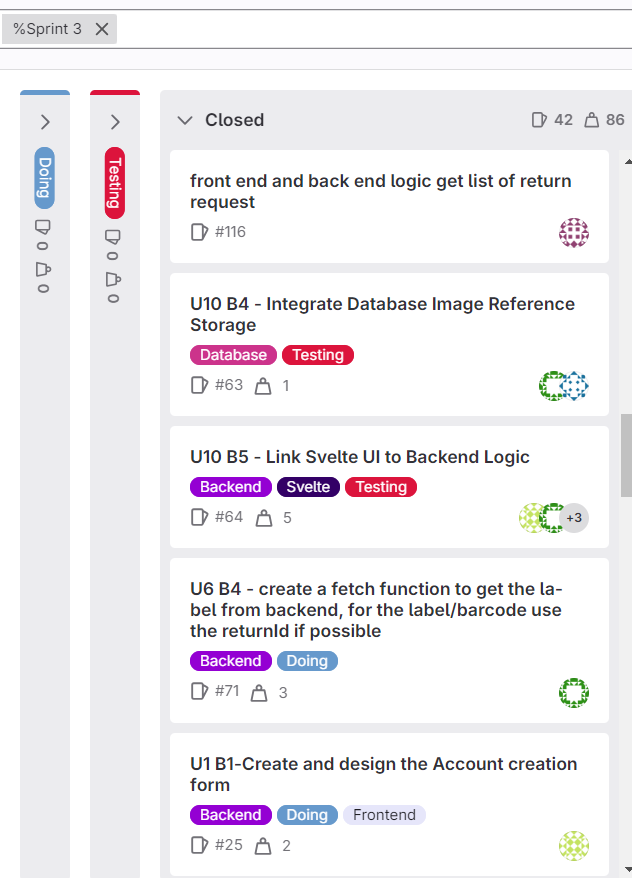 %Sprint 3
Doing
0
0
Testing
0
0
Closed
42
86
front end and back end logic get list of return
request
#116
U10 B4 - Integrate Database Image Reference
Storage
Database Testing
#63 1
U10 B5 - Link Svelte UI to Backend Logic
Backend Svelte Testing
#64 5
+3
U6 B4 - create a fetch function to get the la-
bel from backend, for the label/barcode use
the returnId if possible
Backend Doing
#71 3
U1 B1-Create and design the Account creation
form
Backend Doing Frontend
#25 2